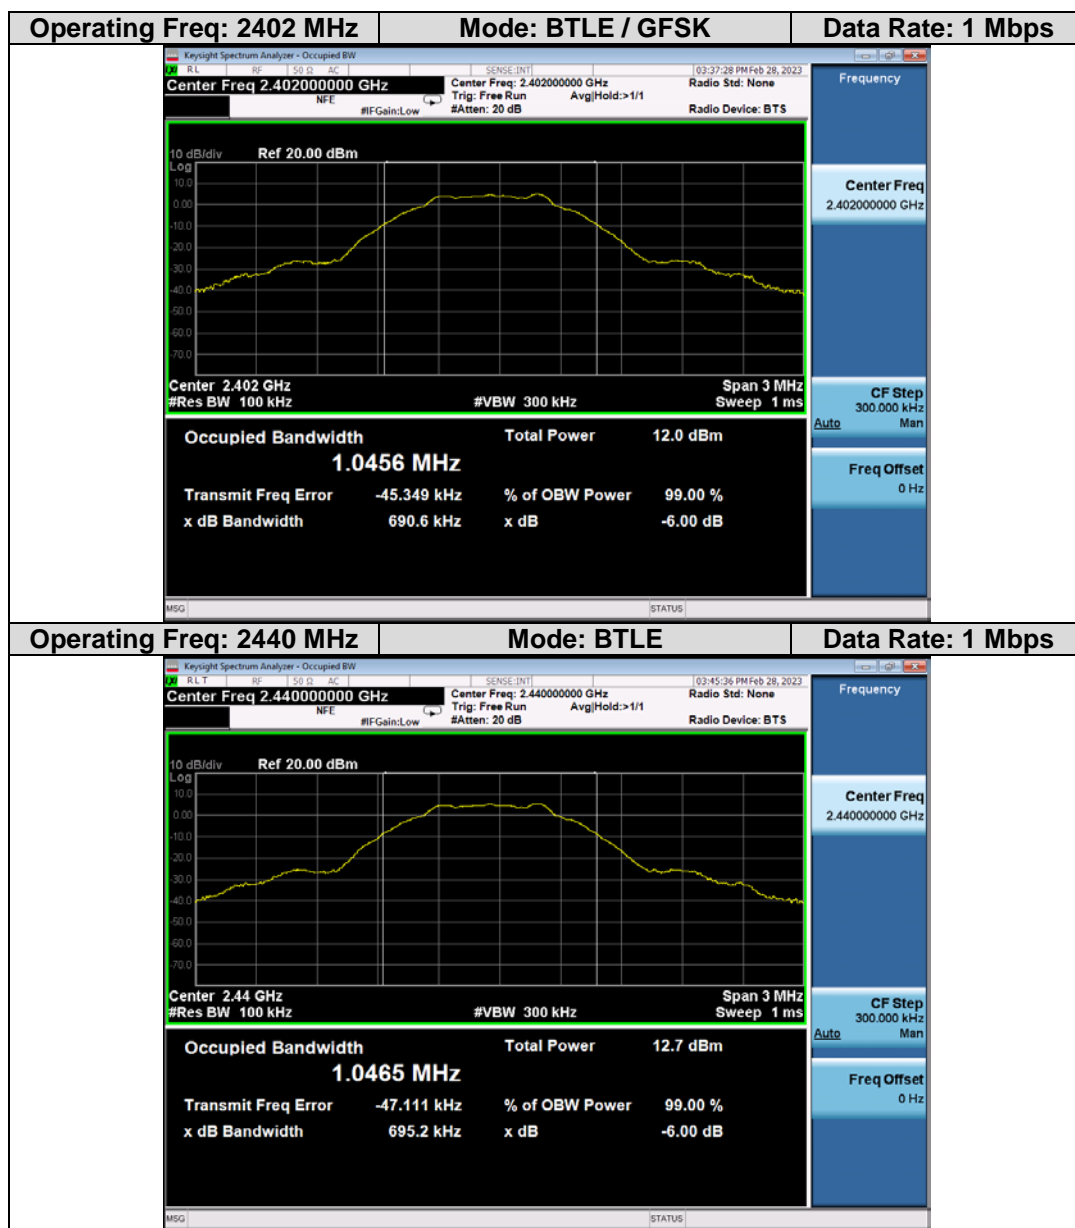 Operating Freq: 2402 MHz Mode: BTLE / GFSK Data Rate: 1 Mbps
Keysight Spectrum Analyzer - Occupied BW
RL RF 50 Ω AC SENSE:INT 03:37:28 PM Feb 28, 2023
Center Freq 2.402000000 GHz Center Freq: 2.402000000 GHz Radio Std: None Frequency
NFE Trig: Free Run Avg|Hold:>1/1
#IFGain:Low #Atten: 20 dB Radio Device: BTS
10 dB/div Ref 20.00 dBm
Log
10.0
0.00
-10.0
-20.0
-30.0
-40.0
-50.0
-60.0
-70.0
Center Freq
2.402000000 GHz
Center 2.402 GHz Span 3 MHz
#Res BW 100 kHz #VBW 300 kHz Sweep 1 ms
CF Step
300.000 kHz
Auto Man
Occupied Bandwidth Total Power 12.0 dBm
1.0456 MHz
Freq Offset
0 Hz
Transmit Freq Error -45.349 kHz % of OBW Power 99.00 %
x dB Bandwidth 690.6 kHz x dB -6.00 dB
MSG STATUS
Operating Freq: 2440 MHz Mode: BTLE Data Rate: 1 Mbps
Keysight Spectrum Analyzer - Occupied BW
RLT RF 50 Ω AC SENSE:INT 03:45:36 PM Feb 28, 2023
Center Freq 2.440000000 GHz Center Freq: 2.440000000 GHz Radio Std: None Frequency
NFE Trig: Free Run Avg|Hold:>1/1
#IFGain:Low #Atten: 20 dB Radio Device: BTS
10 dB/div Ref 20.00 dBm
Log
10.0
0.00
-10.0
-20.0
-30.0
-40.0
-50.0
-60.0
-70.0
Center Freq
2.440000000 GHz
Center 2.44 GHz Span 3 MHz
#Res BW 100 kHz #VBW 300 kHz Sweep 1 ms
CF Step
300.000 kHz
Auto Man
Occupied Bandwidth Total Power 12.7 dBm
1.0465 MHz
Freq Offset
0 Hz
Transmit Freq Error -47.111 kHz % of OBW Power 99.00 %
x dB Bandwidth 695.2 kHz x dB -6.00 dB
MSG STATUS